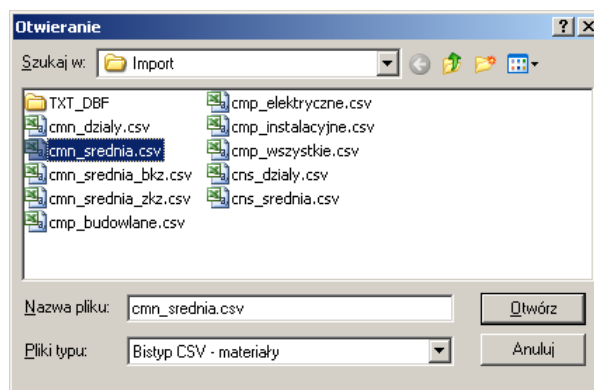 Otwieranie
Szukaj w: Import
TXT_DBF
cmn_dzialy.csv
cmn_srednia.csv
cmn_srednia_bkz.csv
cmn_srednia_zkz.csv
cmp_budowlane.csv
cmp_elektryczne.csv
cmp_instalacyjne.csv
cmp_wszystkie.csv
cns_dzialy.csv
cns_srednia.csv
Nazwa pliku: cmn_srednia.csv Otwórz
Pliki typu: Bistyp CSV - materiały Anuluj